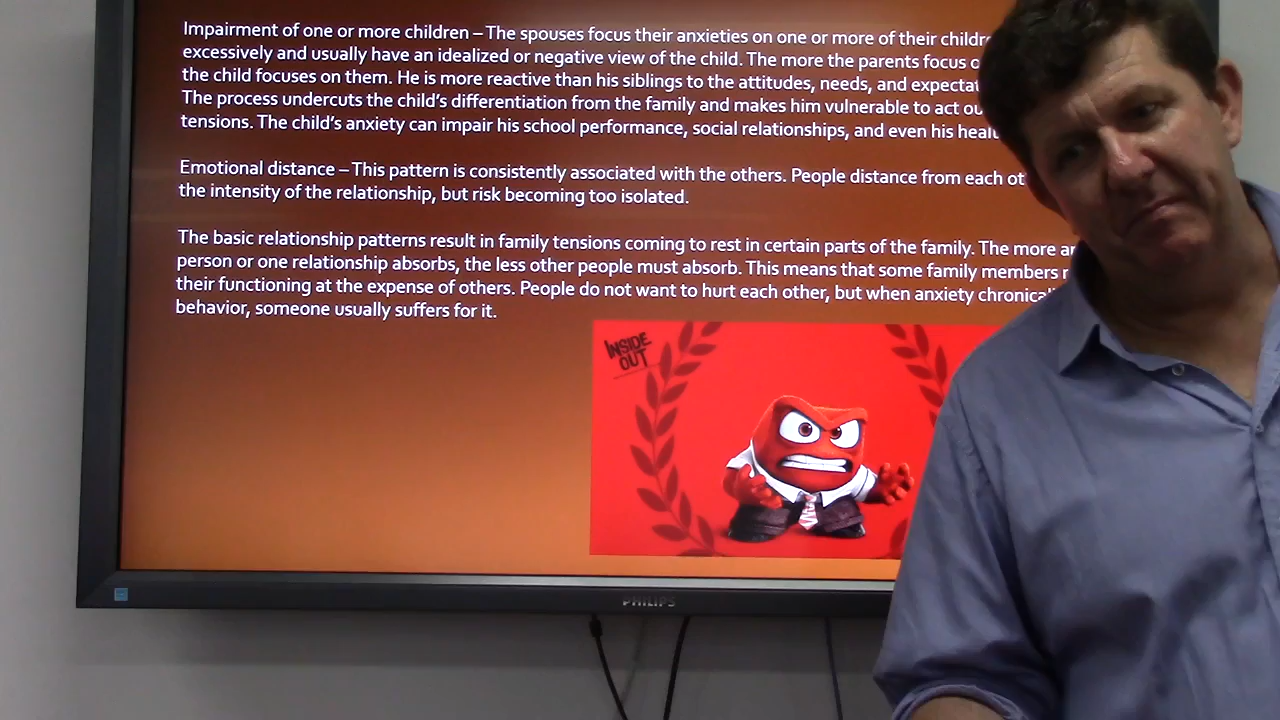 Impairment of one or more children – The spouses focus their anxieties on one or more of their
excessively and usually have an idealized or negative view of the child. The more the parents focus
the child focuses on them. He is more reactive than his siblings to the attitudes, needs, and
The process undercuts the child's differentiation from the family and makes him vulnerable to act
tensions. The child's anxiety can impair his school performance, social relationships, and even his
Emotional distance – This pattern is consistently associated with the others. People distance from each
the intensity of the relationship, but risk becoming too isolated.
The basic relationship patterns result in family tensions coming to rest in certain parts of the family. The more
person or one relationship absorbs, the less other people must absorb. This means that some family members
their functioning at the expense of others. People do not want to hurt each other, but when anxiety
behavior, someone usually suffers for it.
INSIDE
OUT
PHILIPS